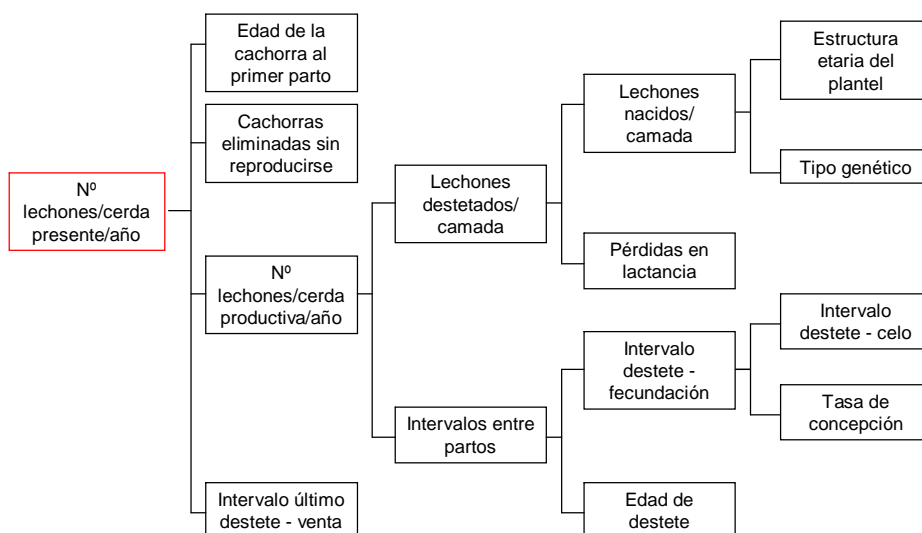 Edad de la
cachorra al
primer parto
Cachorras
eliminadas sin
reproducirse
Nº
lechones/cerda
presente/año
Nº
lechones/cerda
productiva/año
Intervalo último
destete - venta
Lechones
destetados/
camada
Intervalos entre
partos
Lechones
nacidos/
camada
Pérdidas en
lactancia
Intervalo
destete -
fecundación
Edad de
destete
Estructura
etaria del
plantel
Tipo genético
Intervalo
destete - celo
Tasa de
concepción